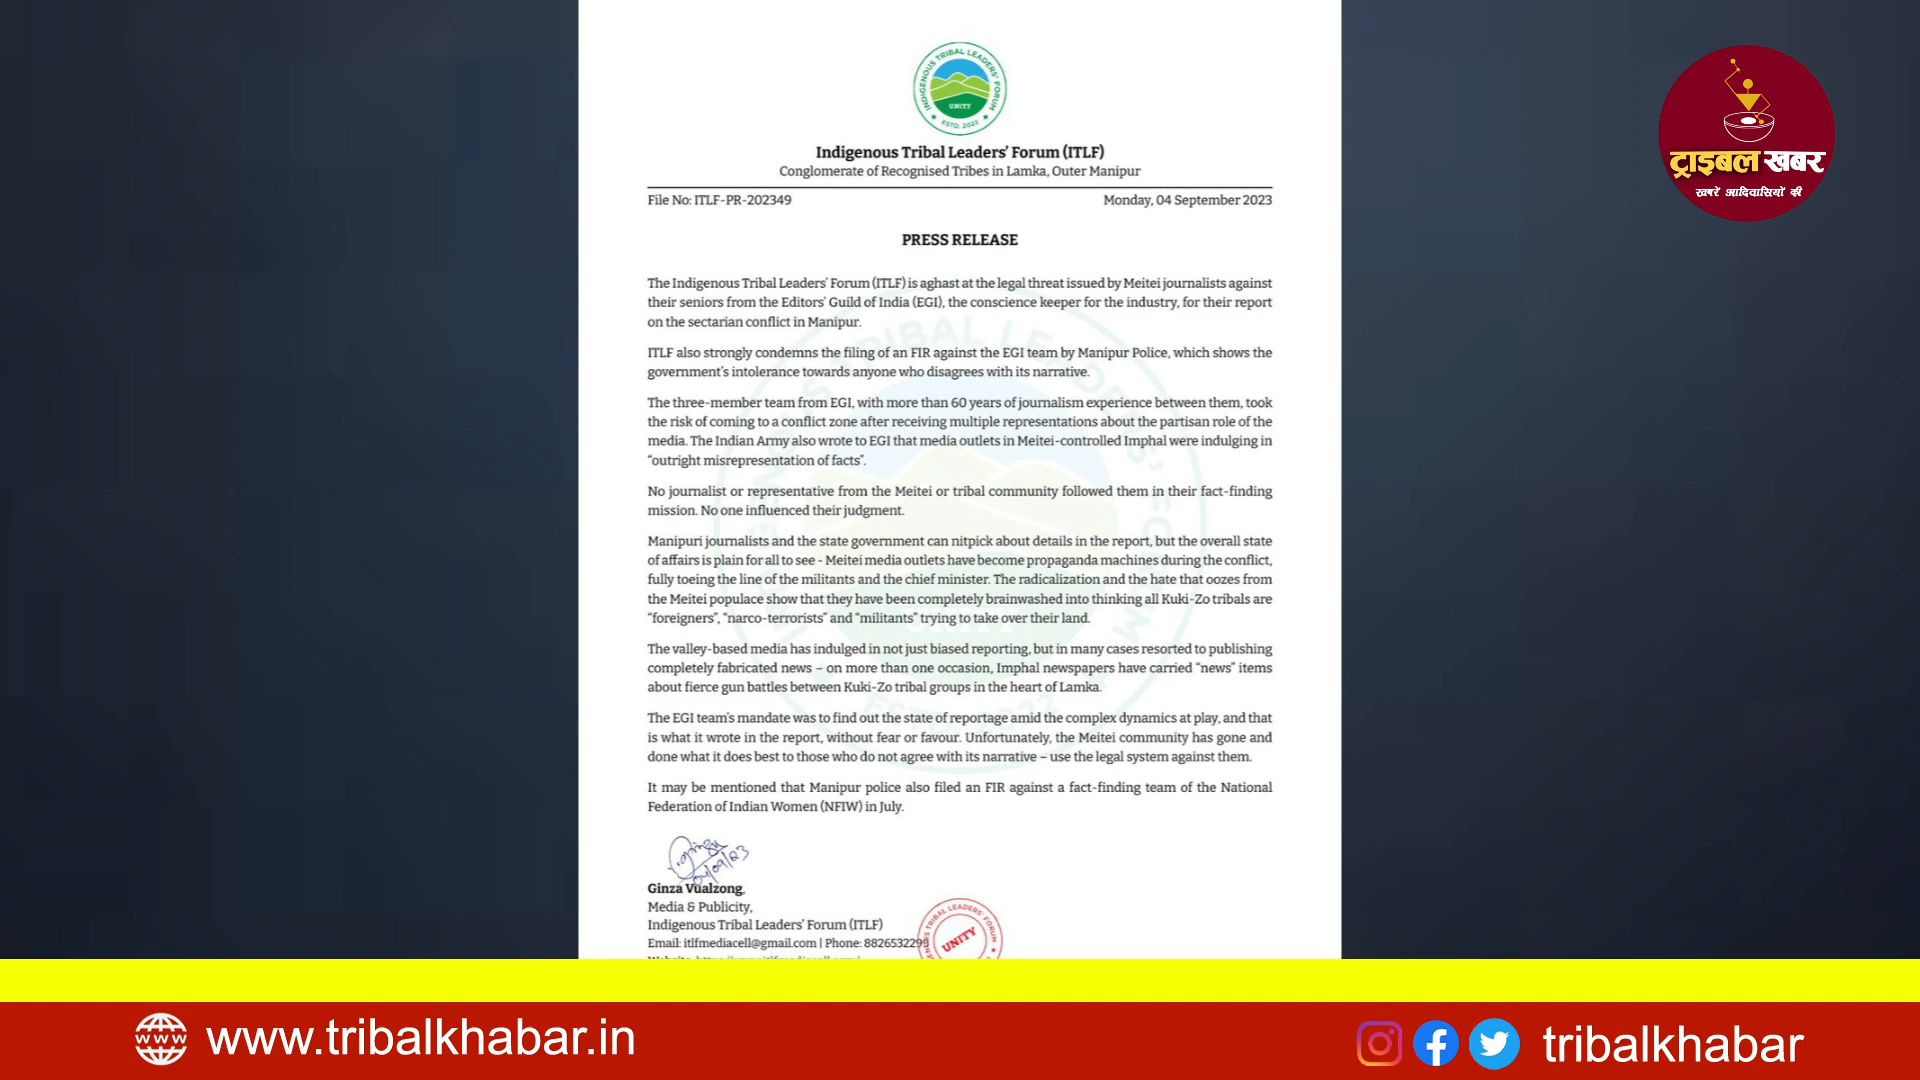 INDIGENOUS TRIBAL LEADERS' FORUM
UNITY
ESTD. 2022
Indigenous Tribal Leaders’ Forum (ITLF)
Conglomerate of Recognised Tribes in Lamka, Outer Manipur
File No: ITLF-PR-202349
Monday, 04 September 2023
PRESS RELEASE
The Indigenous Tribal Leaders’ Forum (ITLF) is aghast at the legal threat issued by Meitei journalists against
their seniors from the Editors’ Guild of India (EGI), the conscience keeper for the industry, for their report
on the sectarian conflict in Manipur.
ITLF also strongly condemns the filing of an FIR against the EGI team by Manipur Police, which shows the
government’s intolerance towards anyone who disagrees with its narrative.
The three-member team from EGI, with more than 60 years of journalism experience between them, took
the risk of coming to a conflict zone after receiving multiple representations about the partisan role of the
media. The Indian Army also wrote to EGI that media outlets in Meitei-controlled Imphal were indulging in
“outright misrepresentation of facts”.
No journalist or representative from the Meitei or tribal community followed them in their fact-finding
mission. No one influenced their judgment.
Manipuri journalists and the state government can nitpick about details in the report, but the overall state
of affairs is plain for all to see - Meitei media outlets have become propaganda machines during the conflict,
fully toeing the line of the militants and the chief minister. The radicalization and the hate that oozes from
the Meitei populace show that they have been completely brainwashed into thinking all Kuki-Zo tribals are
“foreigners”, “narco-terrorists” and “militants” trying to take over their land.
The valley-based media has indulged in not just biased reporting, but in many cases resorted to publishing
completely fabricated news – on more than one occasion, Imphal newspapers have carried “news” items
about fierce gun battles between Kuki-Zo tribal groups in the heart of Lamka.
The EGI team’s mandate was to find out the state of reportage amid the complex dynamics at play, and that
is what it wrote in the report, without fear or favour. Unfortunately, the Meitei community has gone and
done what it does best to those who do not agree with its narrative – use the legal system against them.
It may be mentioned that Manipur police also filed an FIR against a fact-finding team of the National
Federation of Indian Women (NFIW) in July.
04/09/23
Ginza Vualzong,
Media & Publicity,
Indigenous Tribal Leaders’ Forum (ITLF)
Email: itlfmediacell@gmail.com | Phone: 8826532299
UNITY
ट्राइबल खबर
खबरें आदिवासियों की
www
www.tribalkhabar.in
tribalkhabar